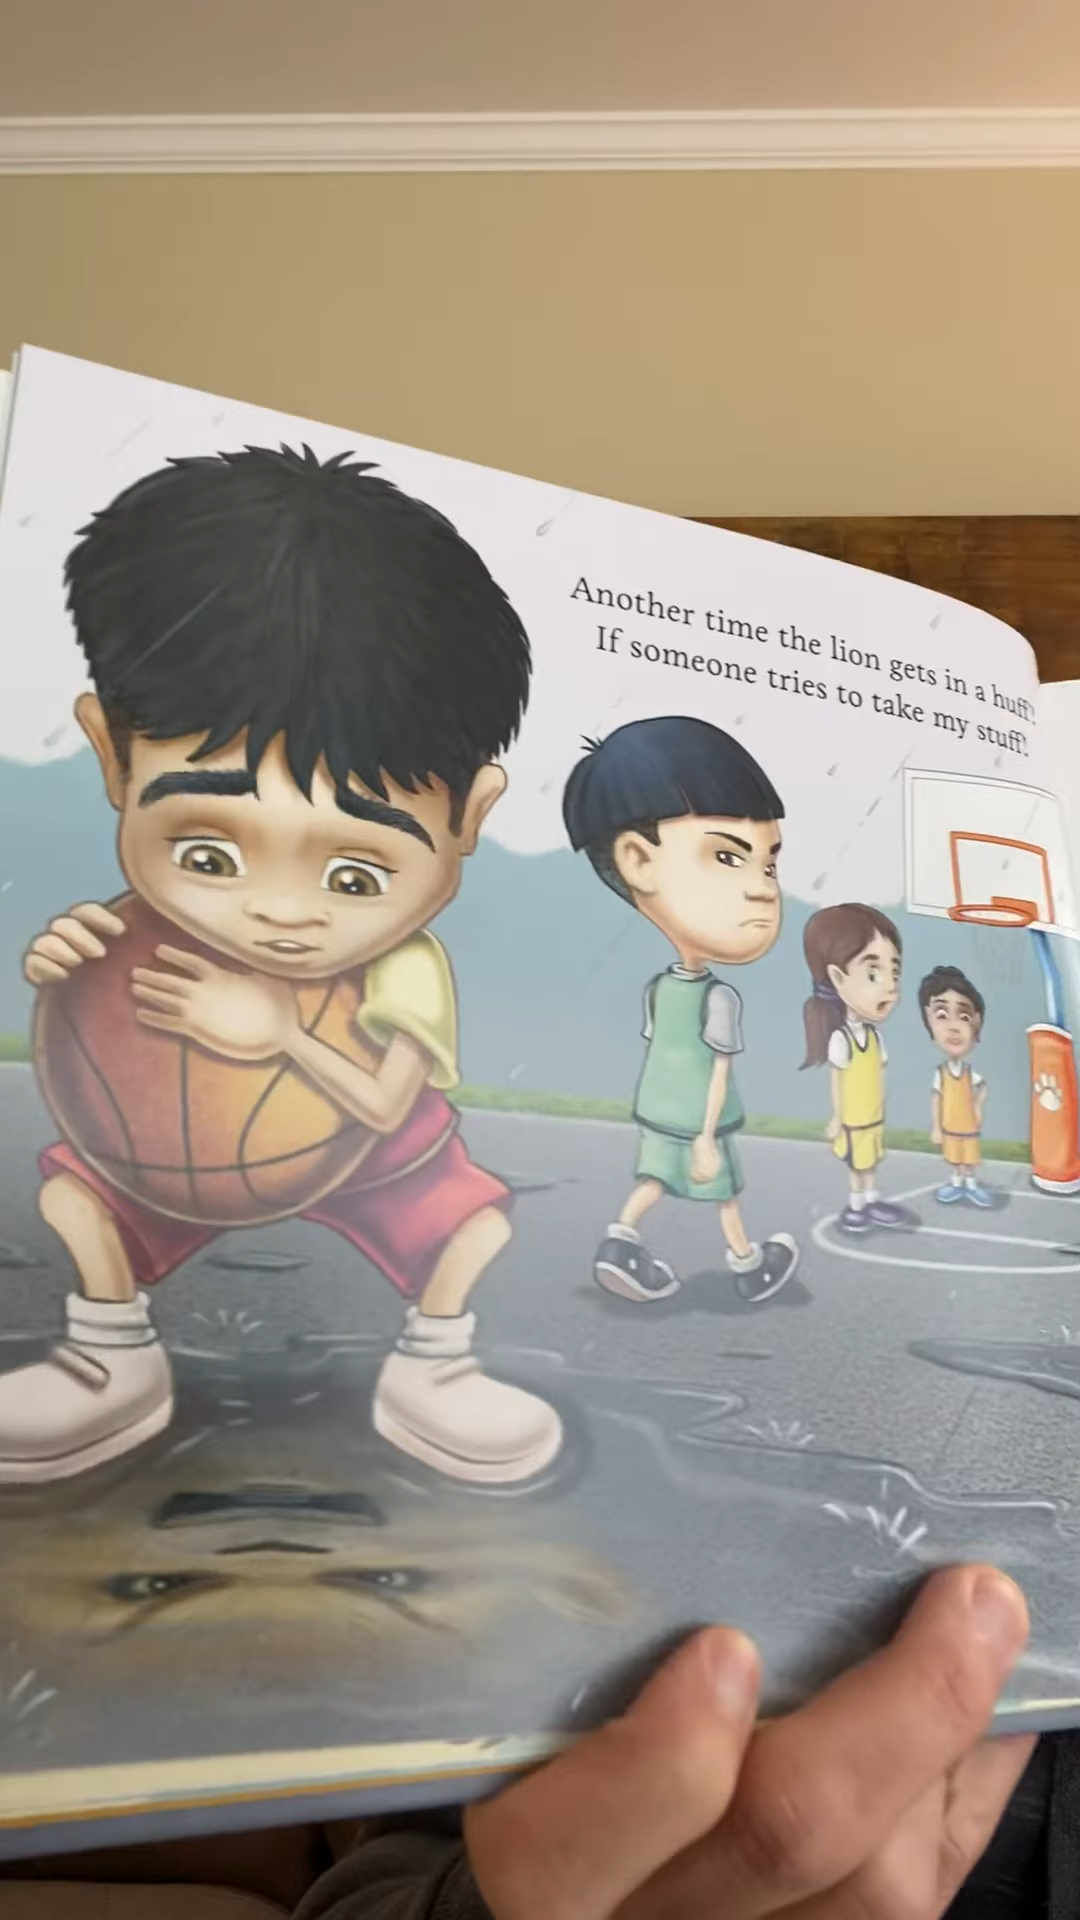 Another time the lion gets in a huff!
If someone tries to take my stuff!